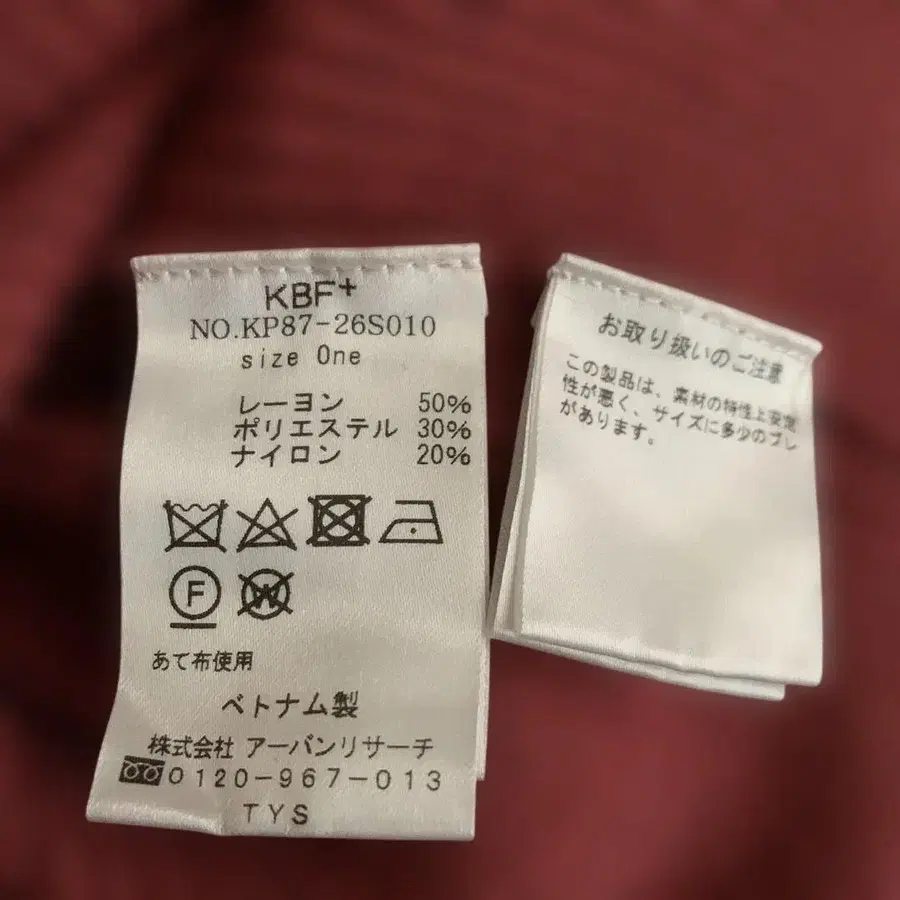 KBF+
NO.KP87-26S010
size One
レーヨン 50%
ポリエステル 30%
ナイロン 20%
F
W
あて布使用
ベトナム製
株式会社 アーバンリサーチ
0120-967-013
TYS
お取り扱いのご注意
この製品は、素材の特性上安定
性が悪く、サイズに多少のブレ
があります。